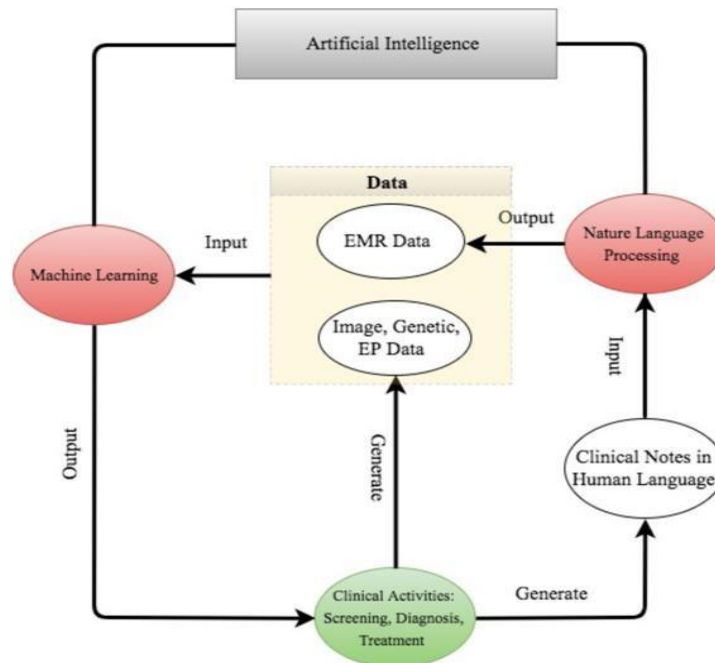 Artificial Intelligence
Data
Output
EMR Data
Nature Language
Processing
Input
Machine Learning
Image, Genetic,
EP Data
Input
Output
Generate
Clinical Notes in
Human Language
Clinical Activities:
Screening, Diagnosis,
Treatment
Generate